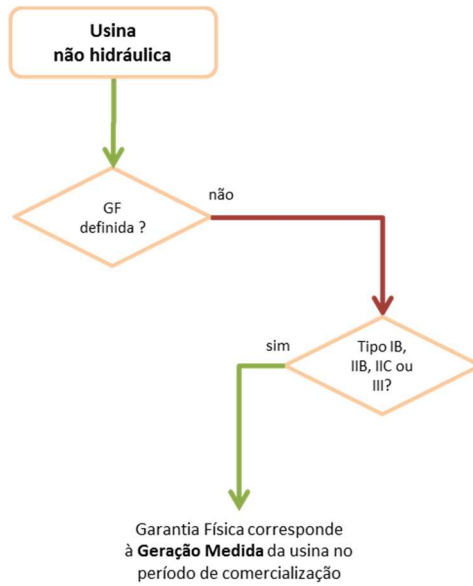 Usina
não hidráulica
GF
definida ?
não
Tipo IB,
IIB, IIC ou
III?
sim
Garantia Física corresponde
à Geração Medida da usina no
período de comercialização